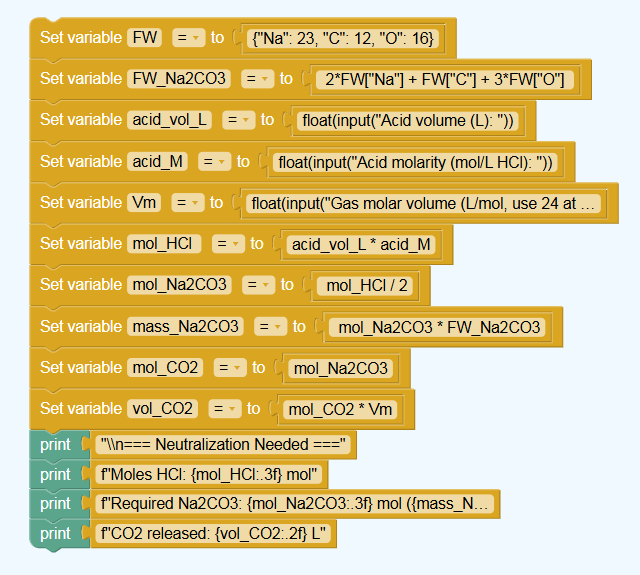 Set variable FW = to {"Na": 23, "C": 12, "O": 16}
Set variable FW_Na2CO3 = to 2*FW["Na"] + FW["C"] + 3*FW["O"]
Set variable acid_vol_L = to float(input("Acid volume (L): "))
Set variable acid_M = to float(input("Acid molarity (mol/L HCl): "))
Set variable Vm = to float(input("Gas molar volume (L/mol, use 24 at ...
Set variable mol_HCl = to acid_vol_L * acid_M
Set variable mol_Na2CO3 = to mol_HCl / 2
Set variable mass_Na2CO3 = to mol_Na2CO3 * FW_Na2CO3
Set variable mol_CO2 = to mol_Na2CO3
Set variable vol_CO2 = to mol_CO2 * Vm
print "\\n=== Neutralization Needed ==="
print f"Moles HCl: {mol_HCl:.3f} mol"
print f"Required Na2CO3: {mol_Na2CO3:.3f} mol ({mass_N...
print f"CO2 released: {vol_CO2:.2f} L"